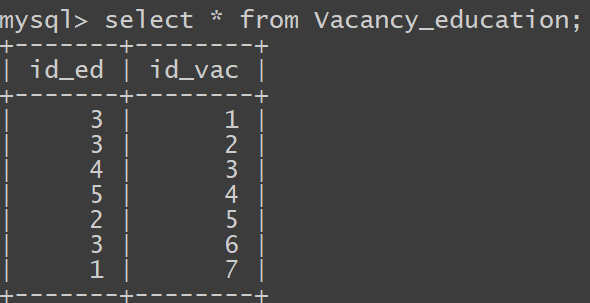 mysql> select * from Vacancy_education;
+-------+--------+
| id_ed | id_vac |
+-------+--------+
|     3 |      1 |
|     3 |      2 |
|     4 |      3 |
|     5 |      4 |
|     2 |      5 |
|     3 |      6 |
|     1 |      7 |
+-------+--------+